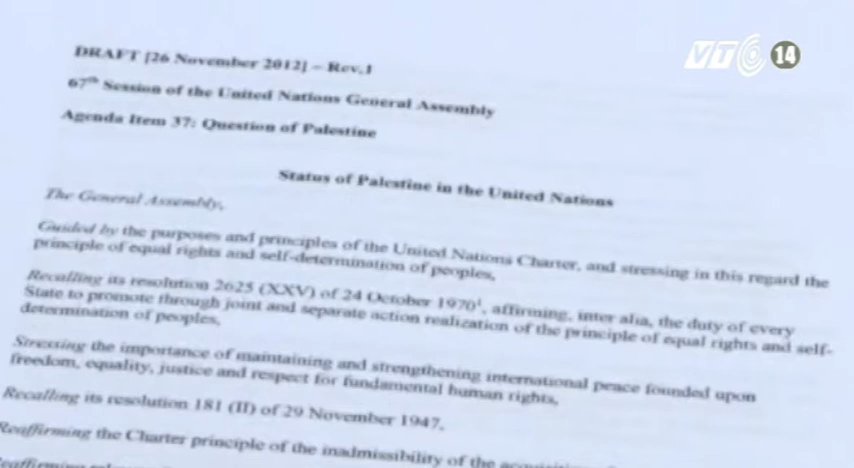 VTC 14
DRAFT [26 November 2012] – Rev.1
67th Session of the United Nations General Assembly
Agenda Item 37: Question of Palestine
Status of Palestine in the United Nations
The General Assembly,
Guided by the purposes and principles of the United Nations Charter, and stressing in this regard the
principle of equal rights and self-determination of peoples,
Recalling its resolution 2625 (XXV) of 24 October 1970¹, affirming, inter alia, the duty of every
State to promote through joint and separate action realization of the principle of equal rights and self-
determination of peoples,
Stressing the importance of maintaining and strengthening international peace founded upon
freedom, equality, justice and respect for fundamental human rights,
Recalling its resolution 181 (II) of 29 November 1947,
Reaffirming the Charter principle of the inadmissibility of the
Reaffirming